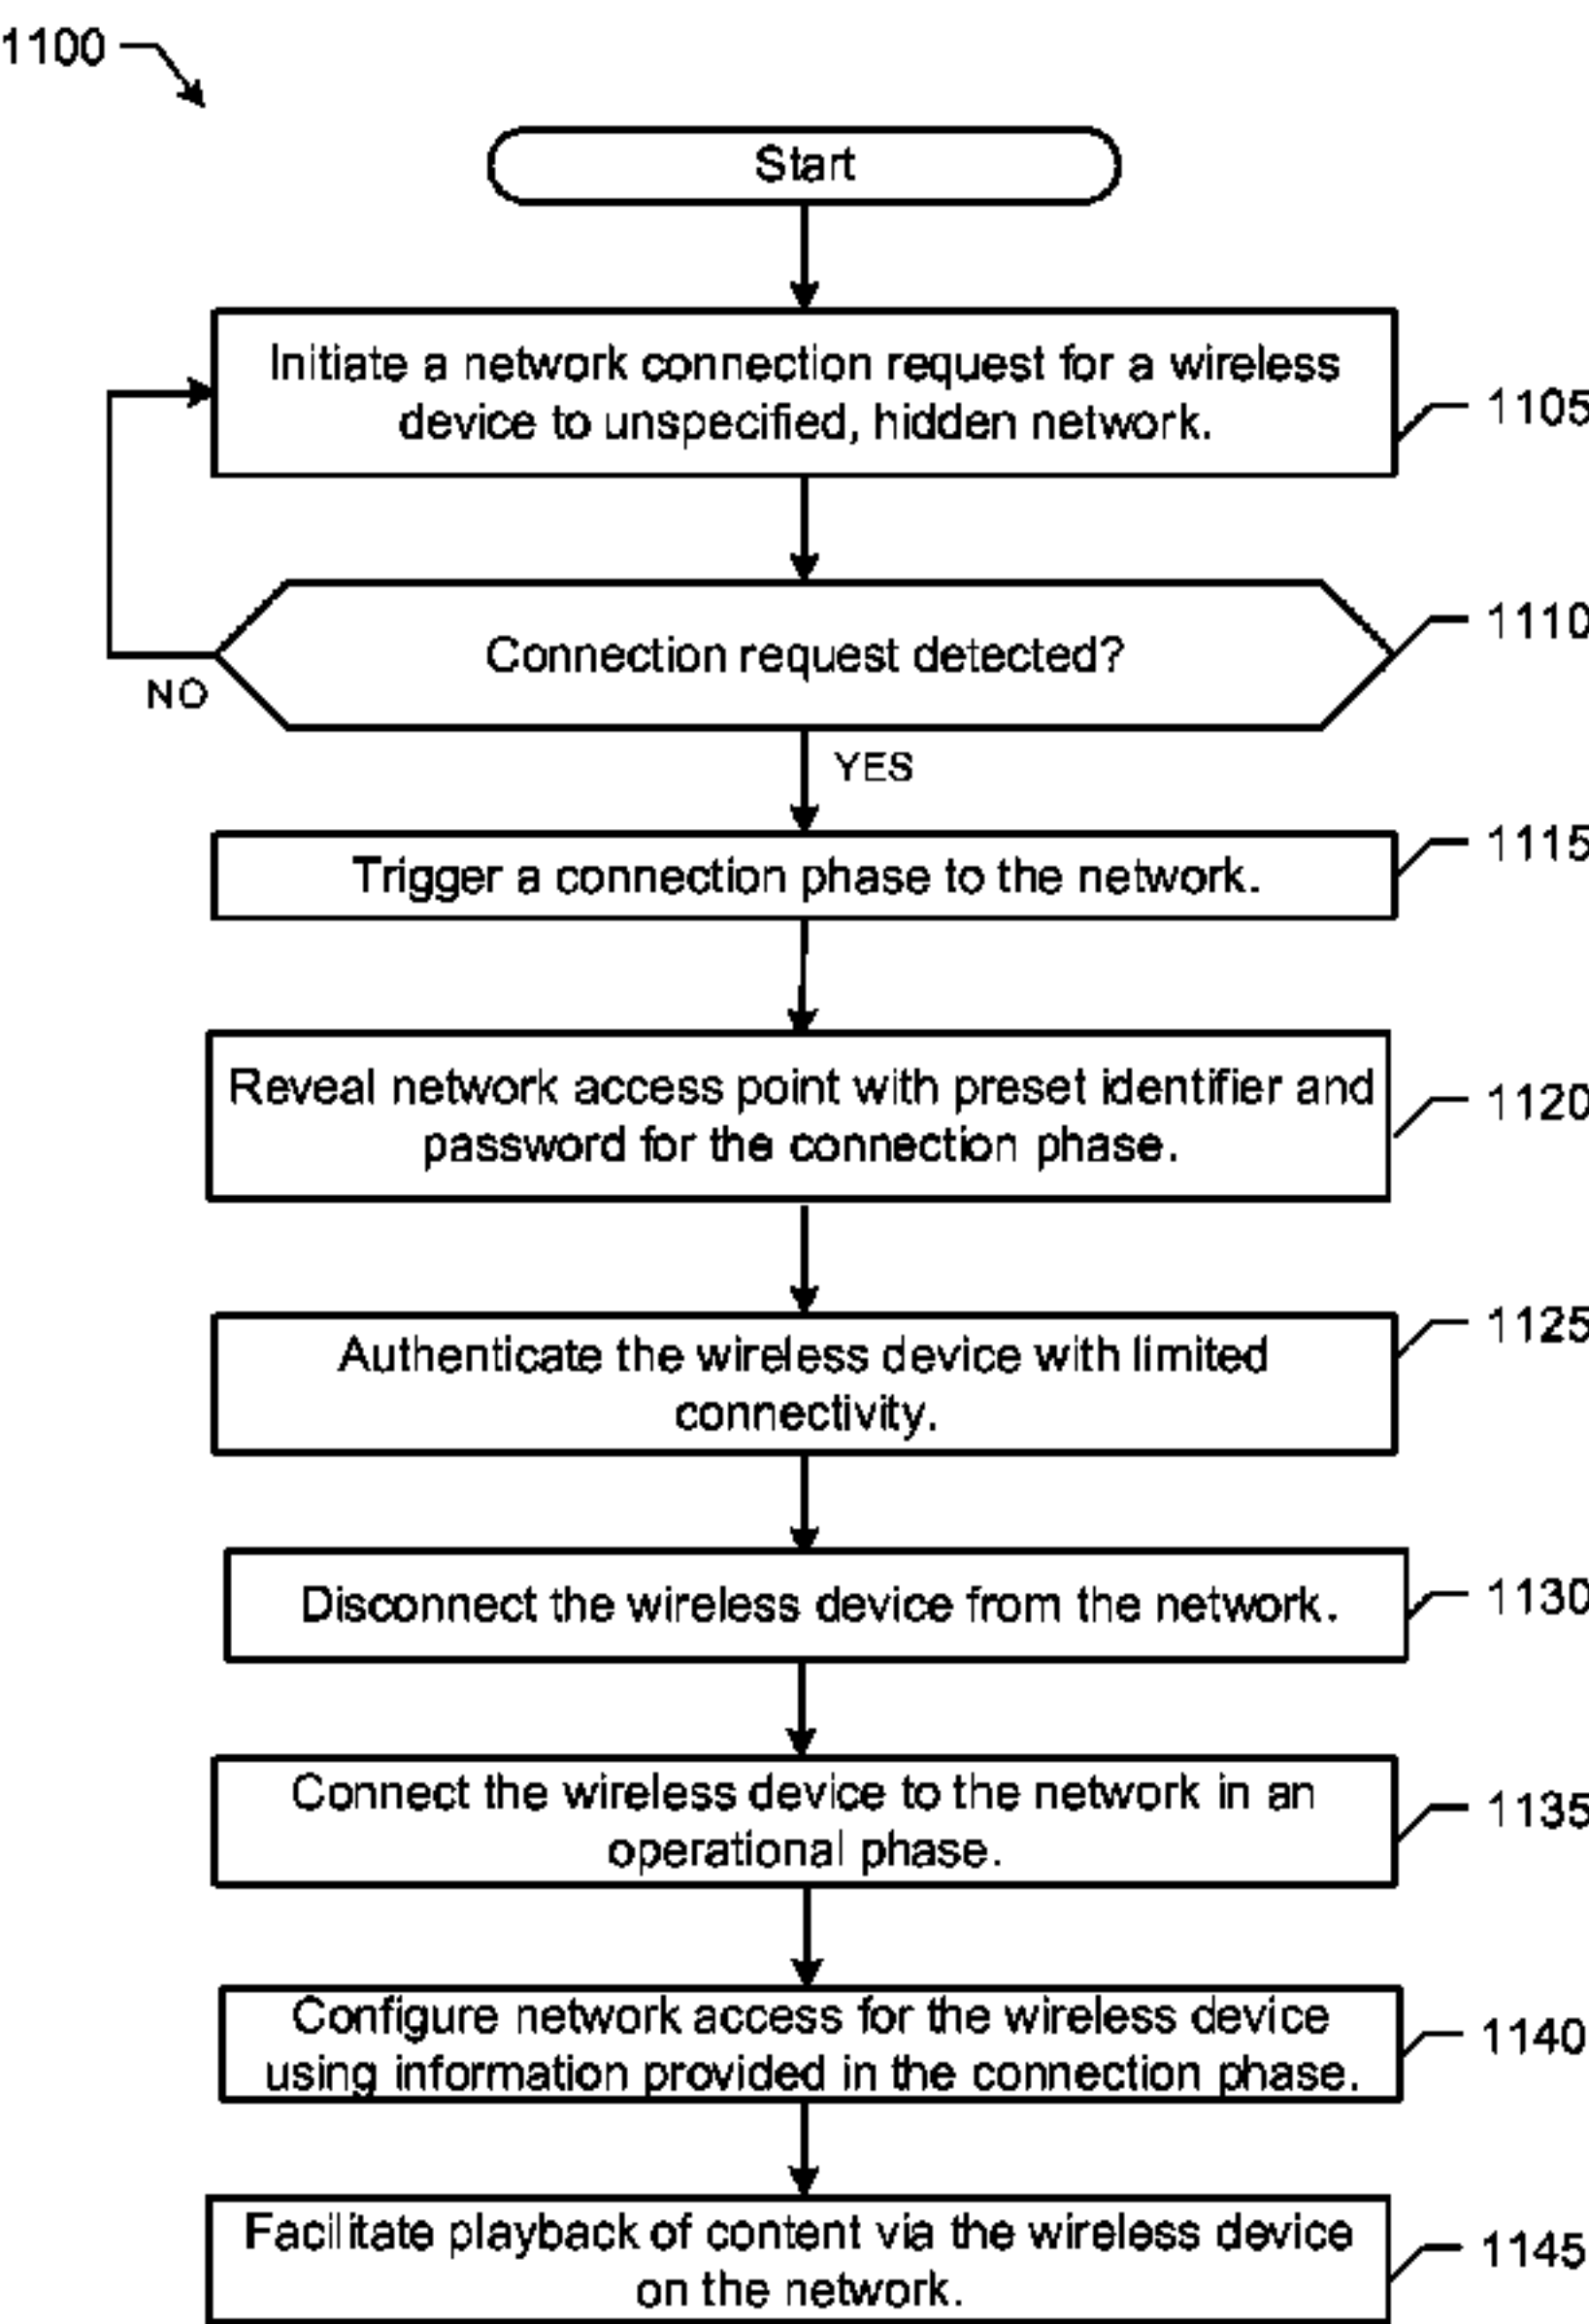 1100
Start
Initiate a network connection request for a wireless
device to unspecified, hidden network.
1105
Connection request detected?
1110
NO
YES
Trigger a connection phase to the network.
1115
Reveal network access point with preset identifier and
password for the connection phase.
1120
Authenticate the wireless device with limited
connectivity.
1125
Disconnect the wireless device from the network.
1130
Connect the wireless device to the network in an
operational phase.
1135
Configure network access for the wireless device
using information provided in the connection phase.
1140
Facilitate playback of content via the wireless device
on the network.
1145